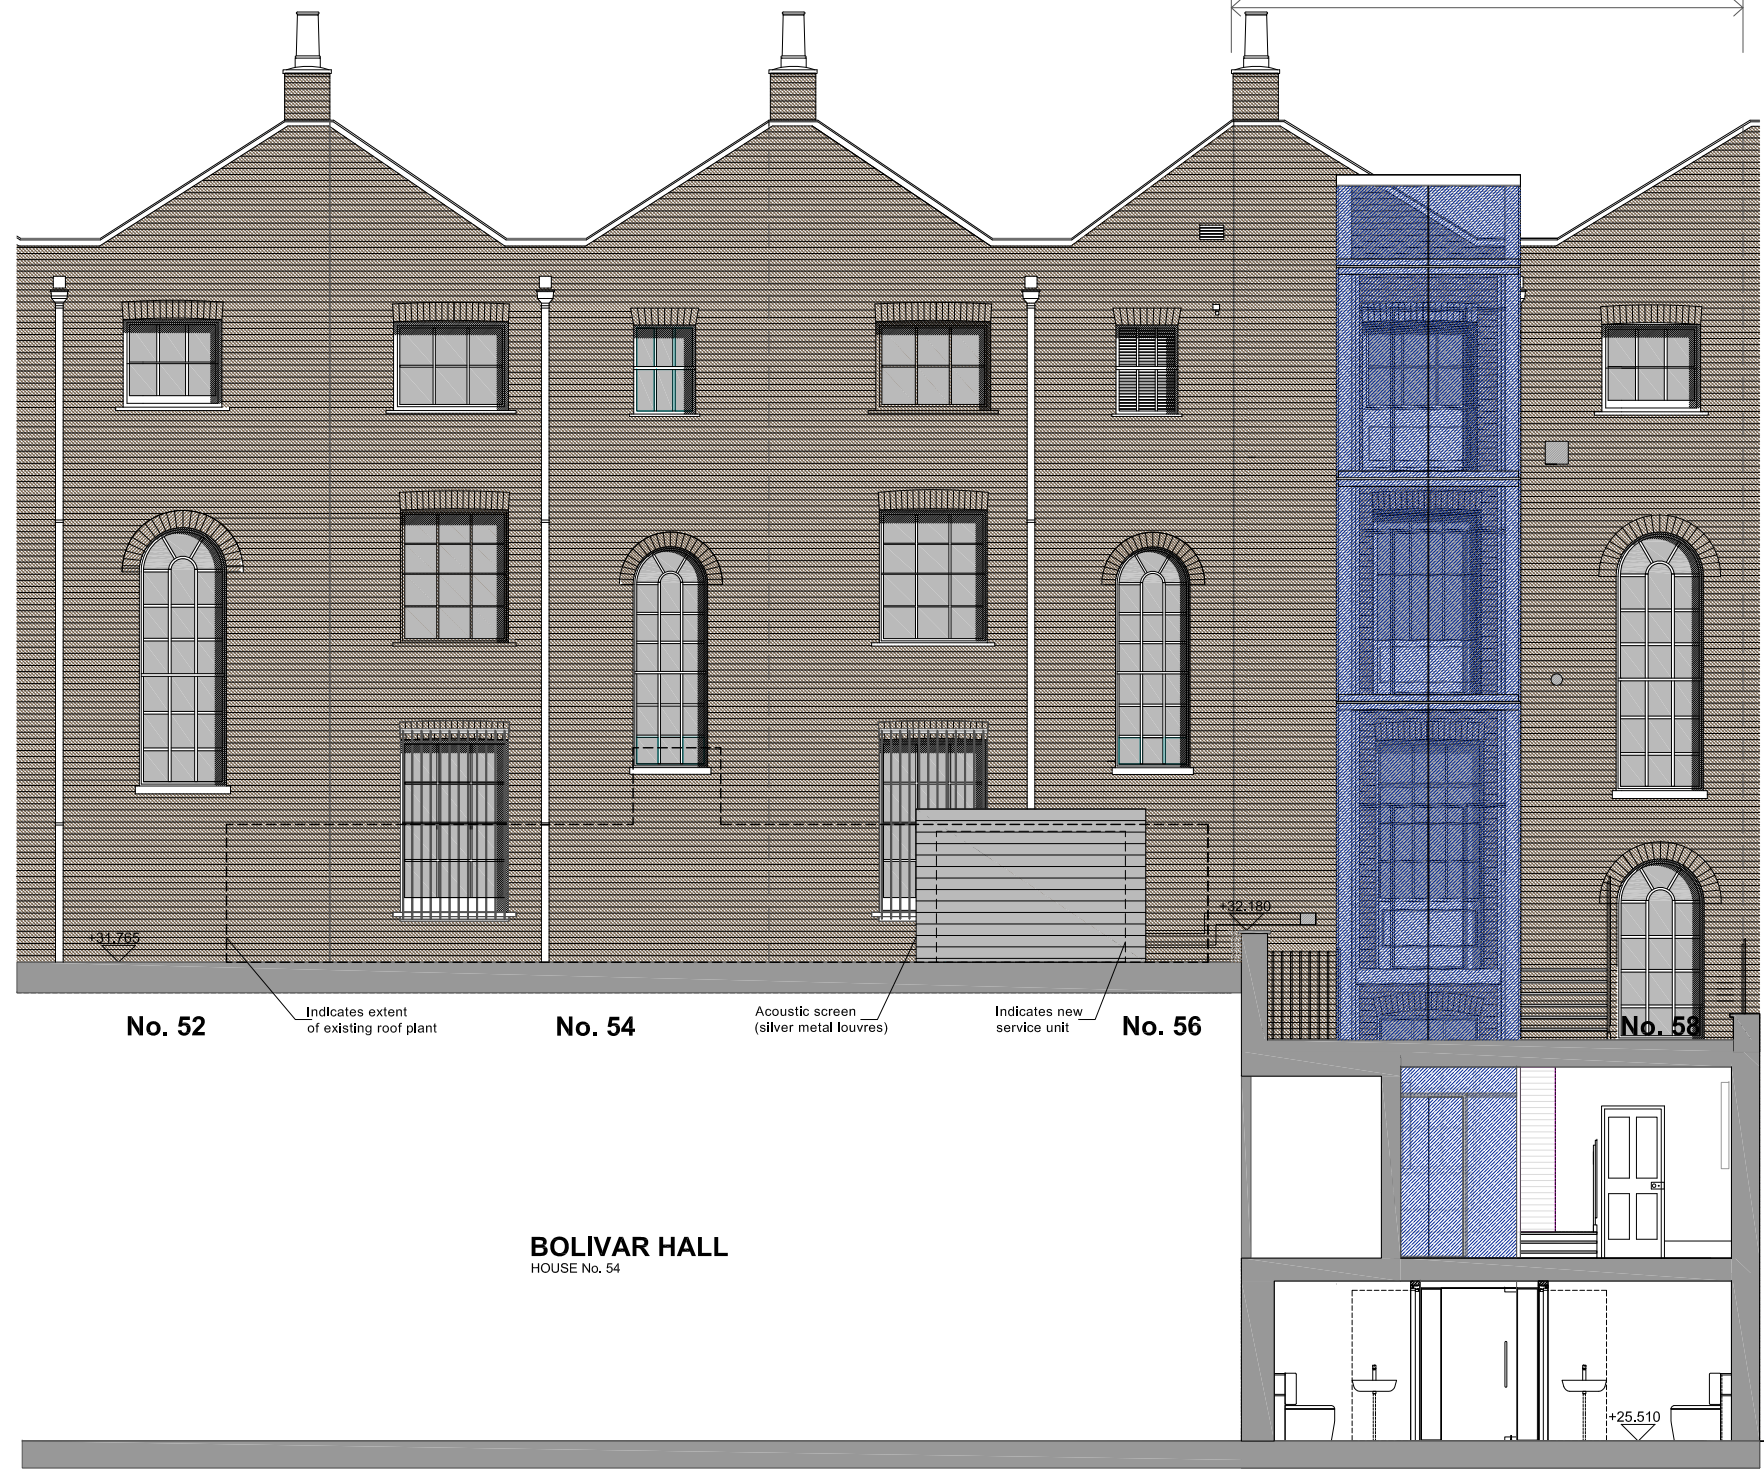 +32.180
+31.765
No. 52
Indicates extent
of existing roof plant
No. 54
Acoustic screen
(silver metal louvres)
Indicates new
service unit
No. 56
No. 58
BOLIVAR HALL
HOUSE No. 54
+25.510